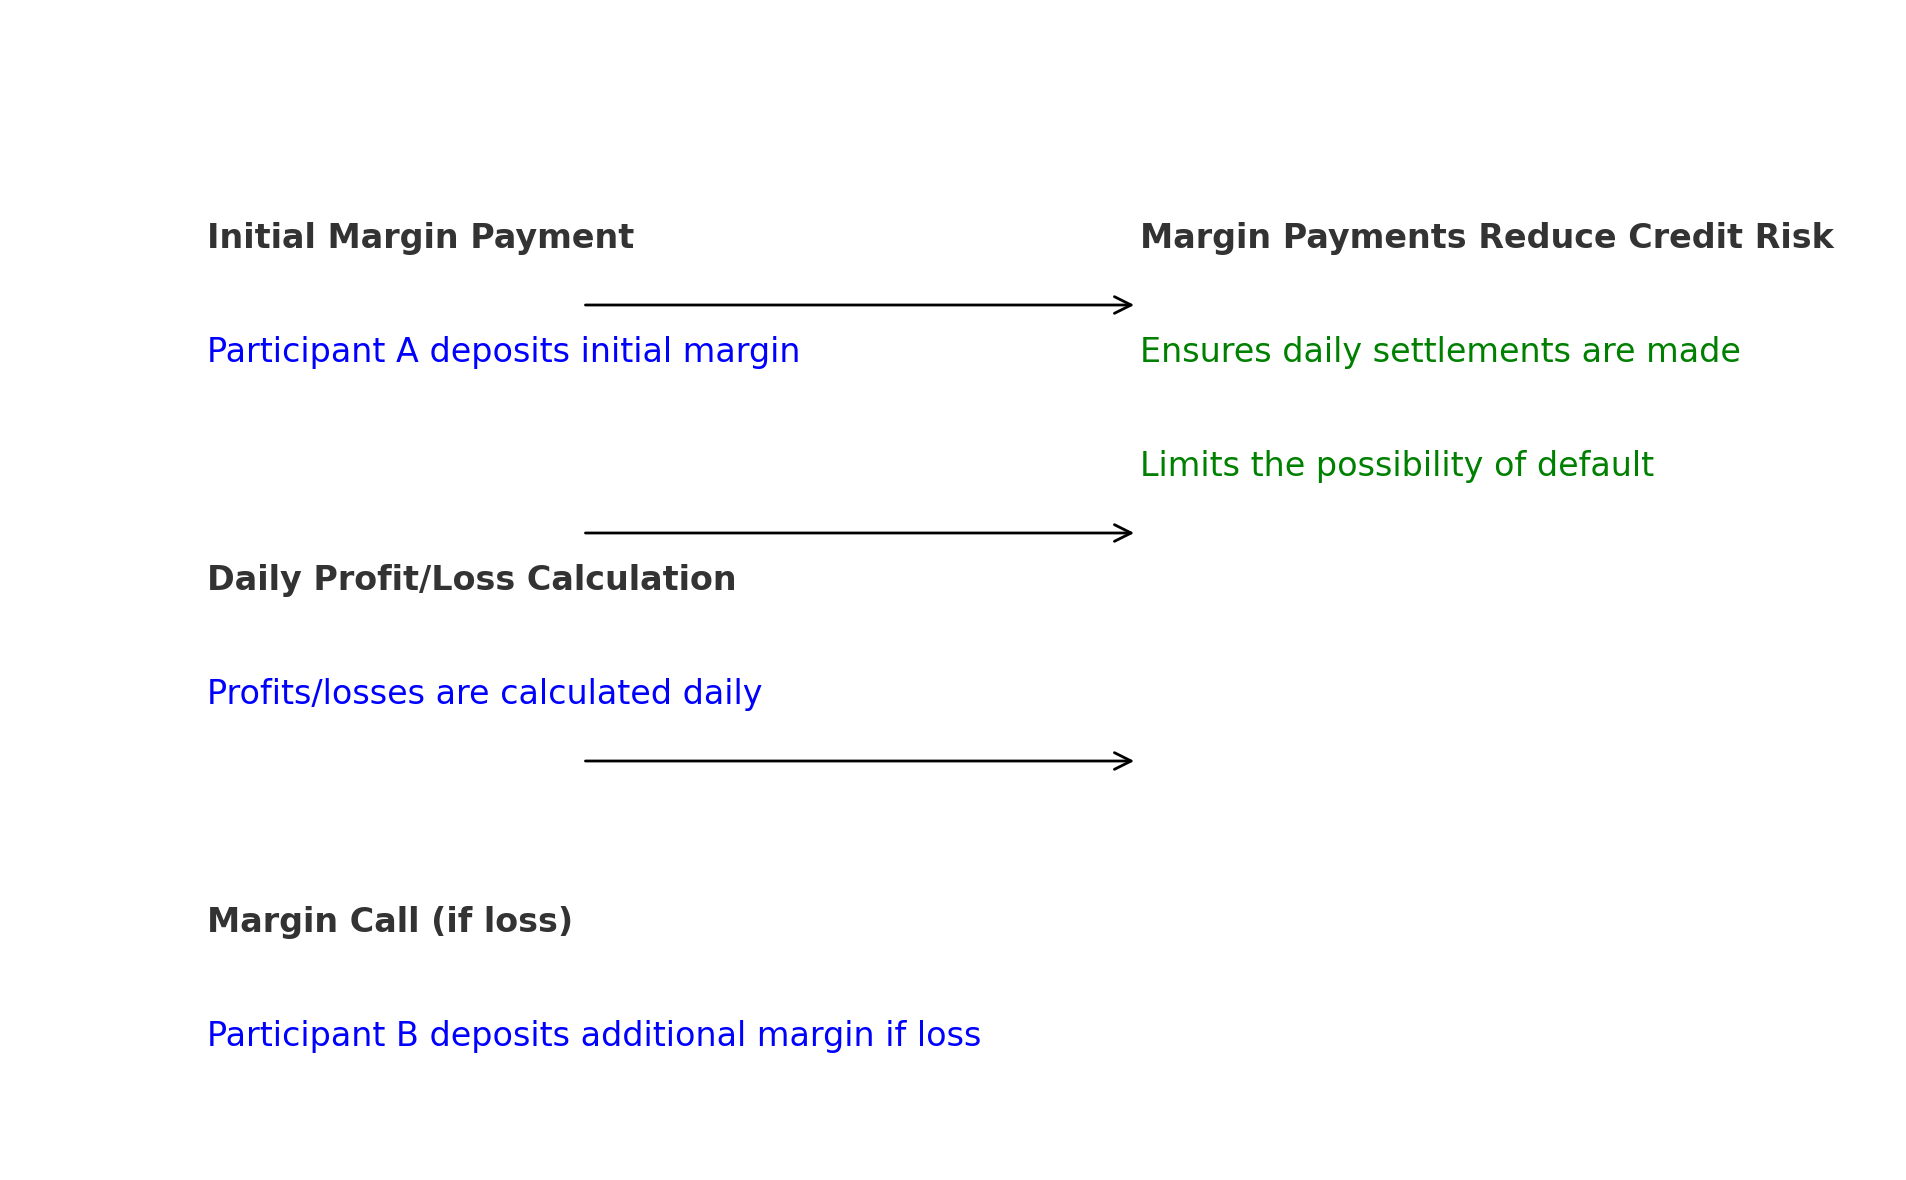 Initial Margin Payment
Participant A deposits initial margin
Daily Profit/Loss Calculation
Profits/losses are calculated daily
Margin Call (if loss)
Participant B deposits additional margin if loss
Margin Payments Reduce Credit Risk
Ensures daily settlements are made
Limits the possibility of default